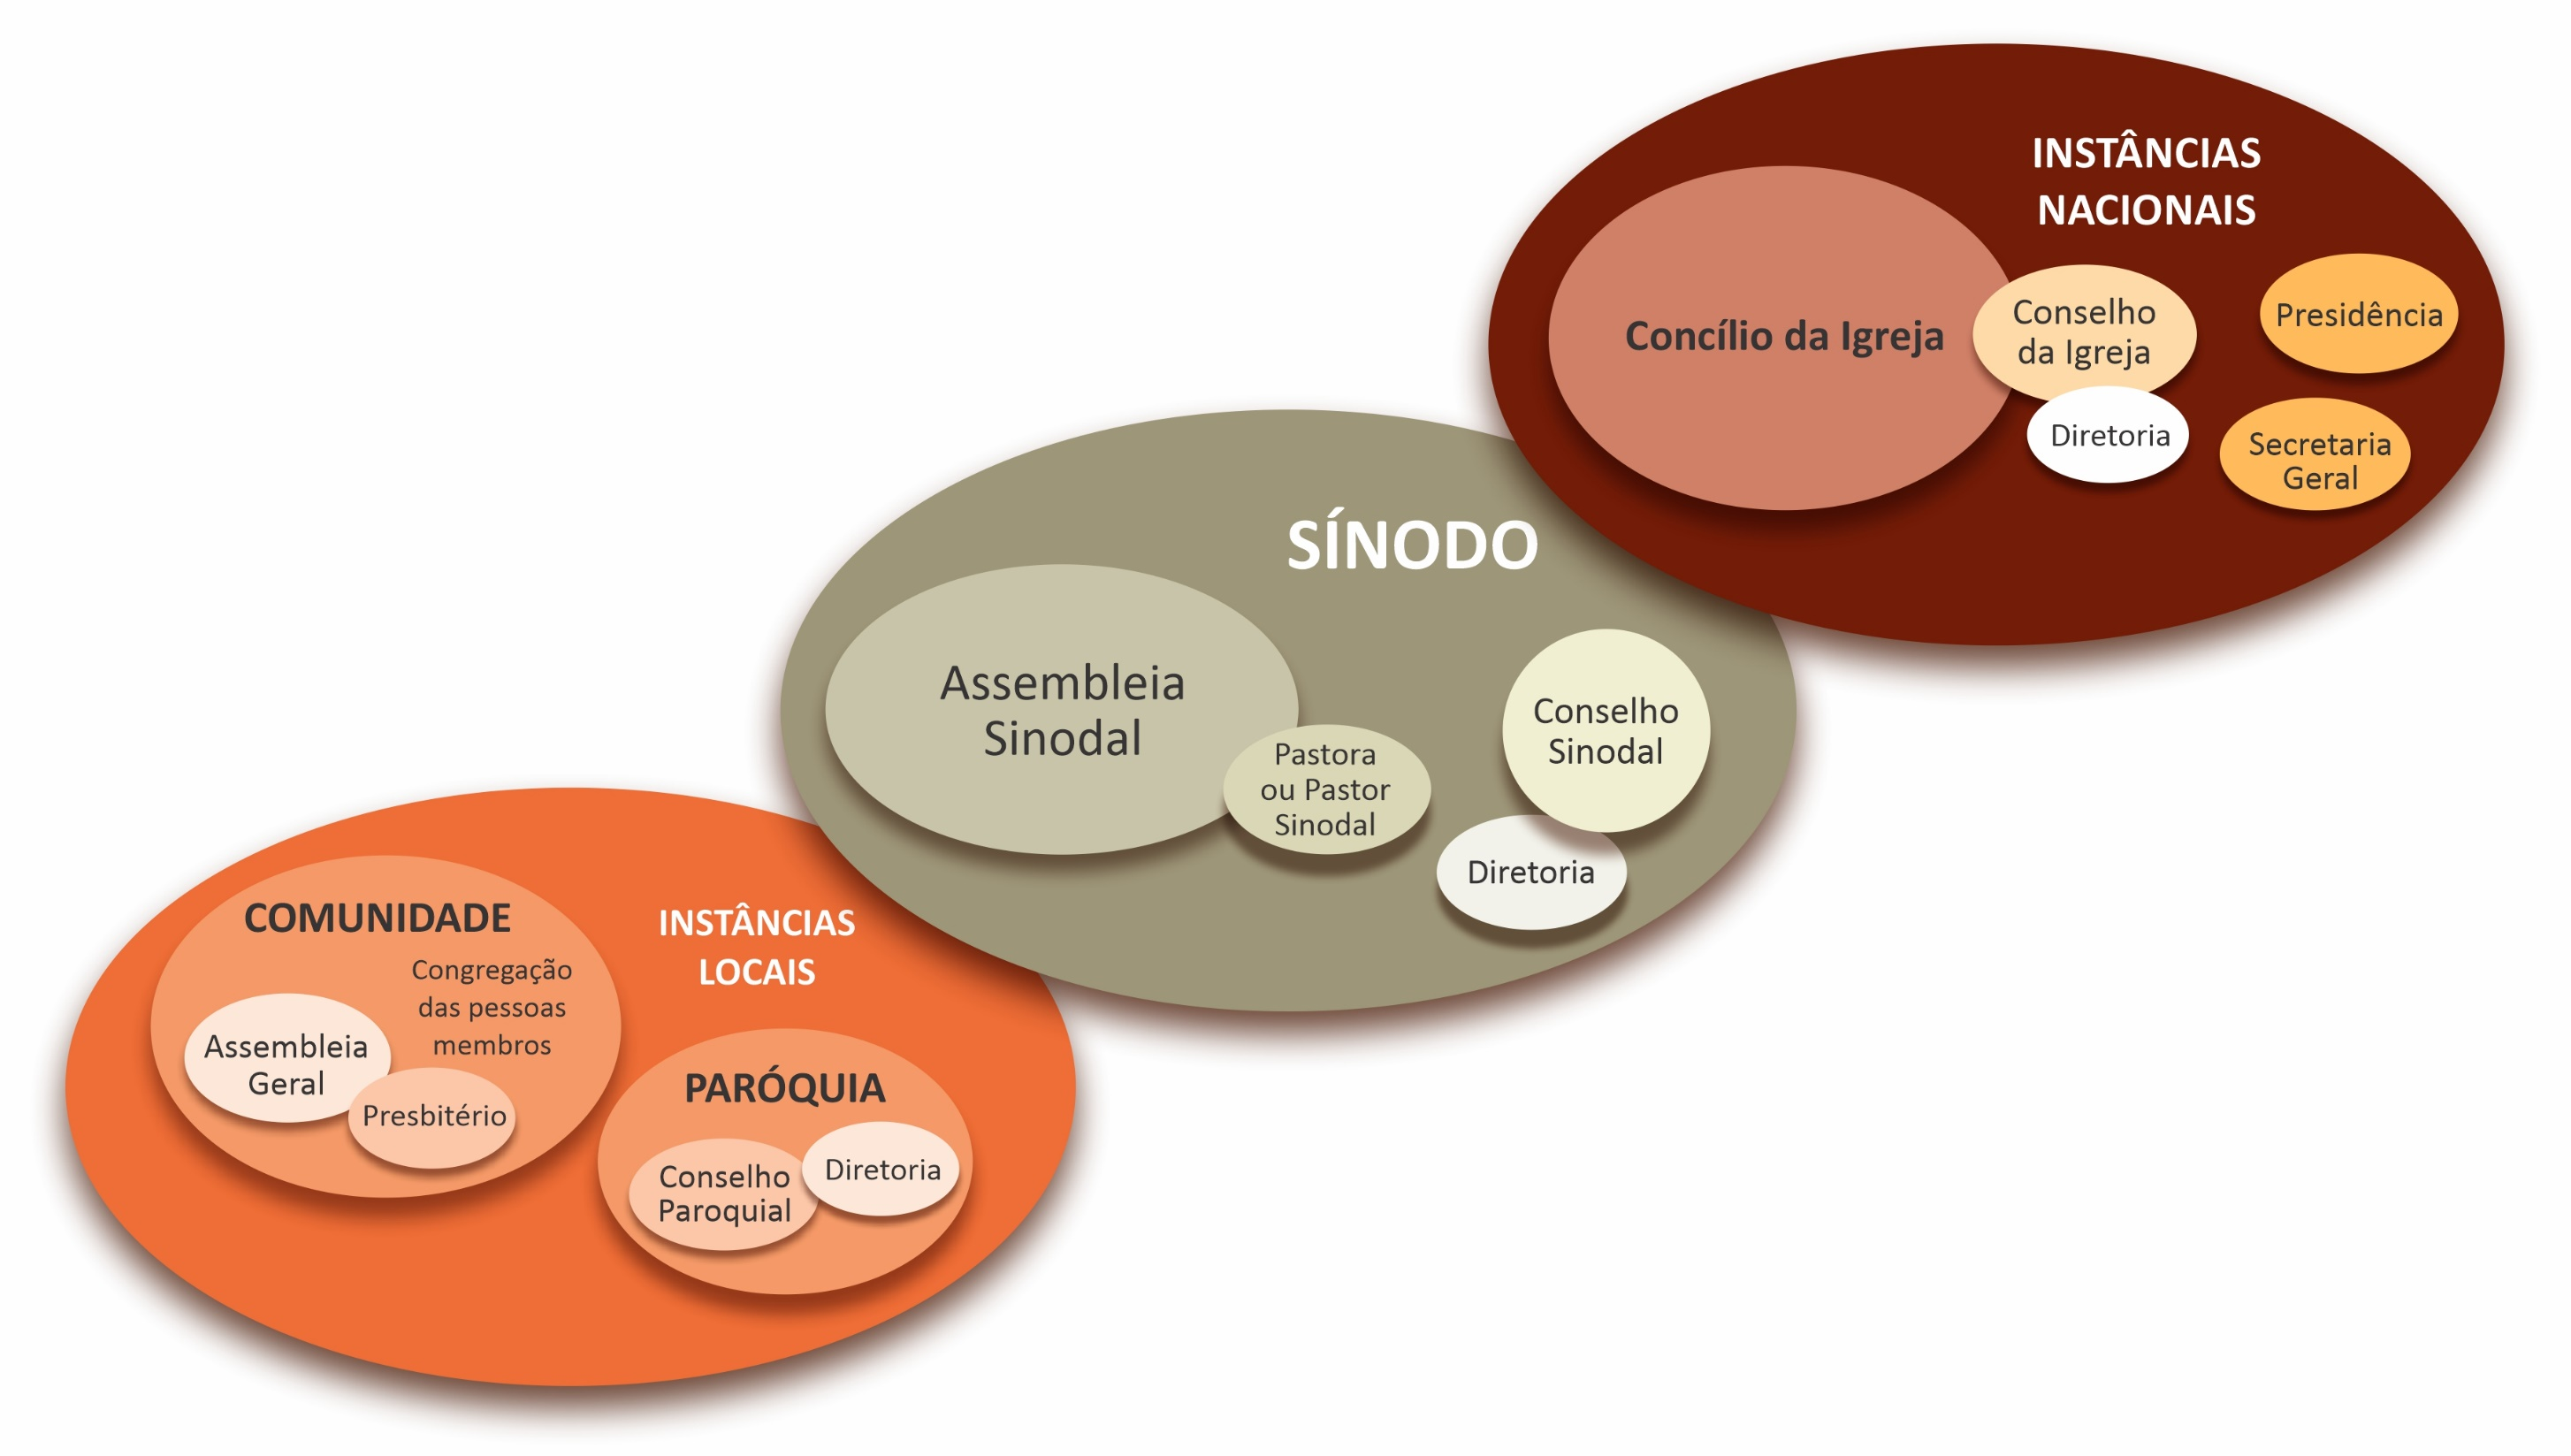 INSTÂNCIAS
NACIONAIS
Concílio da Igreja
Conselho
da Igreja
Presidência
Diretoria
Secretaria
Geral
SÍNODO
Assembleia
Sinodal
Pastora
ou Pastor
Sinodal
Conselho
Sinodal
Diretoria
INSTÂNCIAS
LOCAIS
COMUNIDADE
Congregação
das pessoas
membros
Assembleia
Geral
Presbitério
PARÓQUIA
Conselho
Paroquial
Diretoria